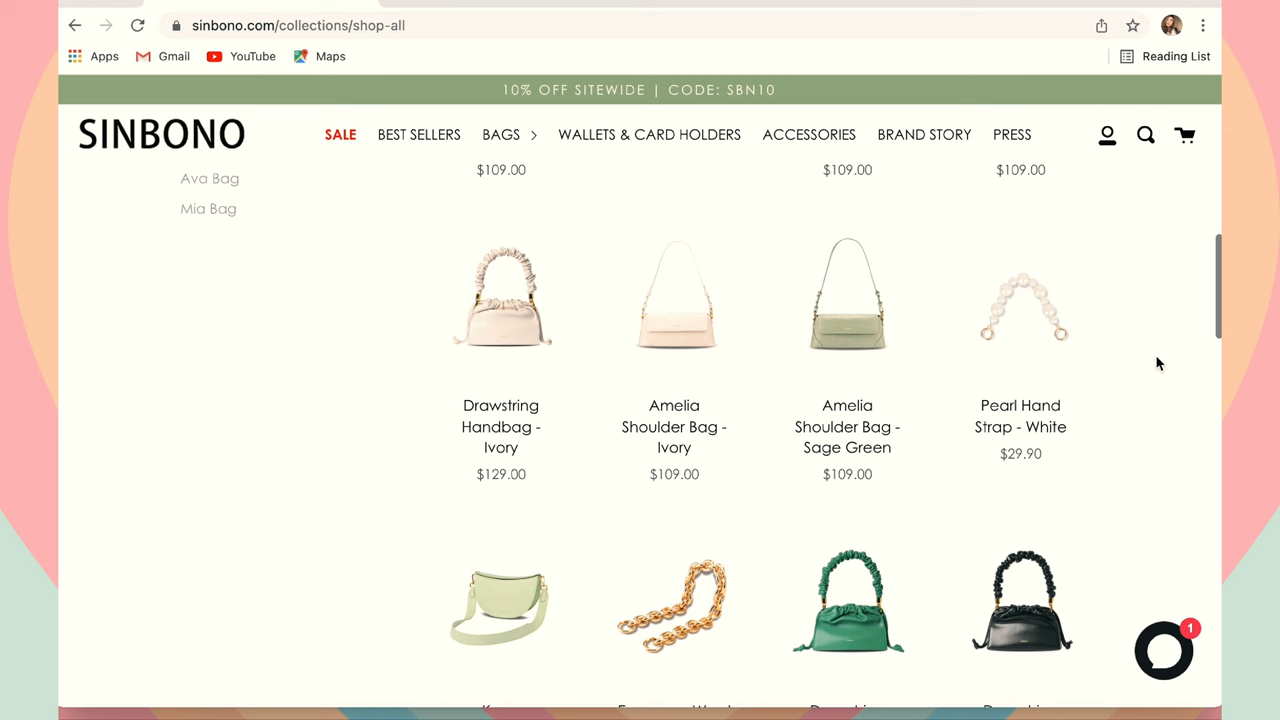 sinbono.com/collections/shop-all
Apps Gmail YouTube Maps Reading List
10% OFF SITEWIDE | CODE: SBN10
SINBONO SALE BEST SELLERS BAGS WALLETS & CARD HOLDERS ACCESSORIES BRAND STORY PRESS
$109.00 $109.00 $109.00
Ava Bag
Mia Bag
Drawstring
Handbag -
Ivory
$129.00
Amelia
Shoulder Bag -
Ivory
$109.00
Amelia
Shoulder Bag -
Sage Green
$109.00
Pearl Hand
Strap - White
$29.90
1